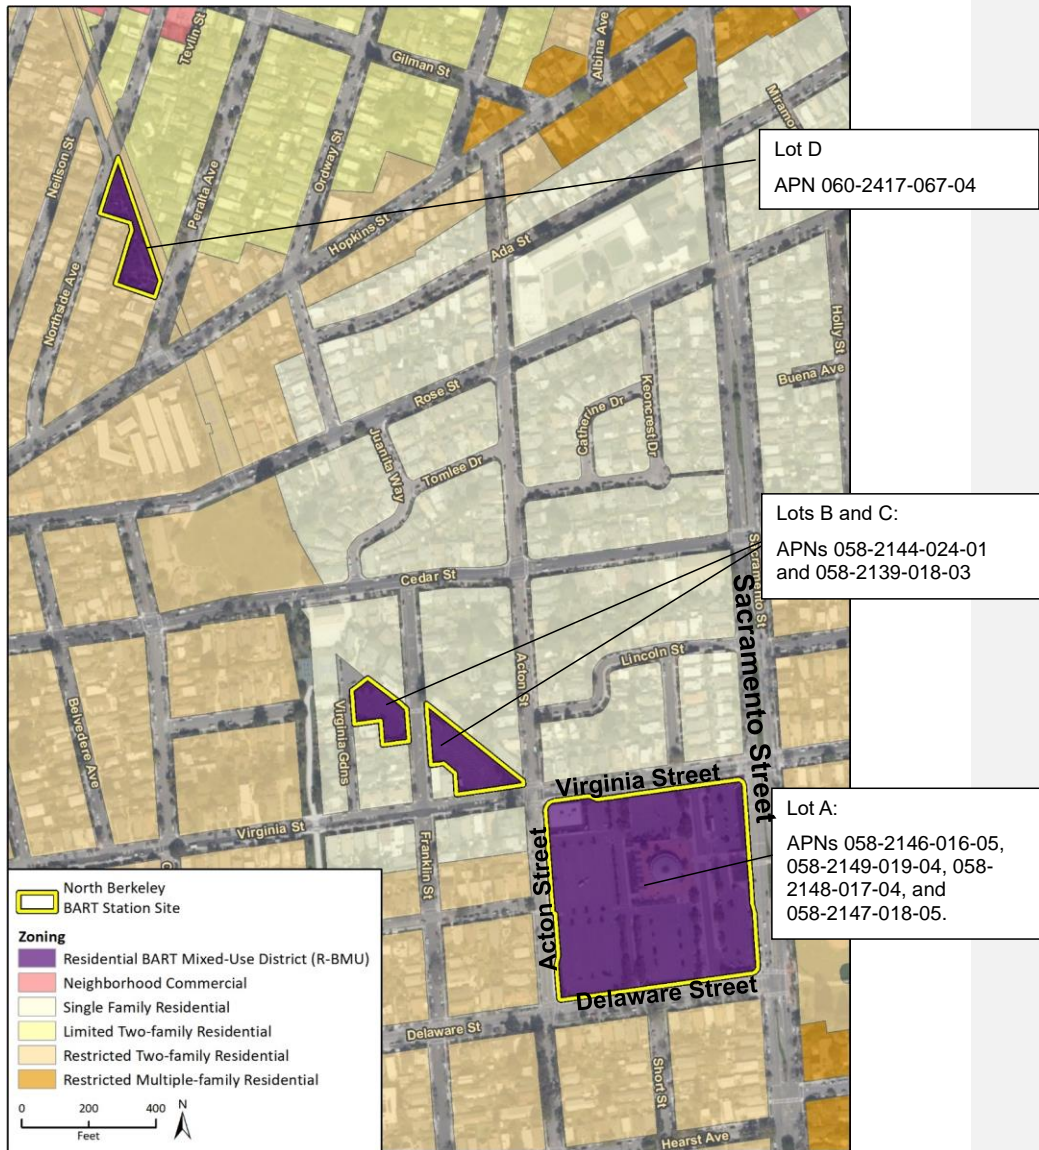 Tevlin St
Albina Ave
Gilman St
Neilson St
Peralta Ave
Ordway St
Hopkins St
Lot D
APN 060-2417-067-04
Northside Ave
Ada St
Holly St
Buena Ave
Rose St
Juanita Way
Catherine Dr
Keoncrest Dr
Tomlee Dr
Lots B and C:
APNs 058-2144-024-01
and 058-2139-018-03
Sacramento St
Cedar St
Sacramento Street
Lincoln St
Acton St
Belvedere Ave
Virginia Gdns
Virginia Street
Virginia St
Franklin St
Acton Street
Lot A:
APNs 058-2146-016-05,
058-2149-019-04, 058-
2148-017-04, and
058-2147-018-05.
Delaware Street
Delaware St
Short St
Hearst Ave
North Berkeley
BART Station Site
Zoning
Residential BART Mixed-Use District (R-BMU)
Neighborhood Commercial
Single Family Residential
Limited Two-family Residential
Restricted Two-family Residential
Restricted Multiple-family Residential
0 200 400
Feet
N